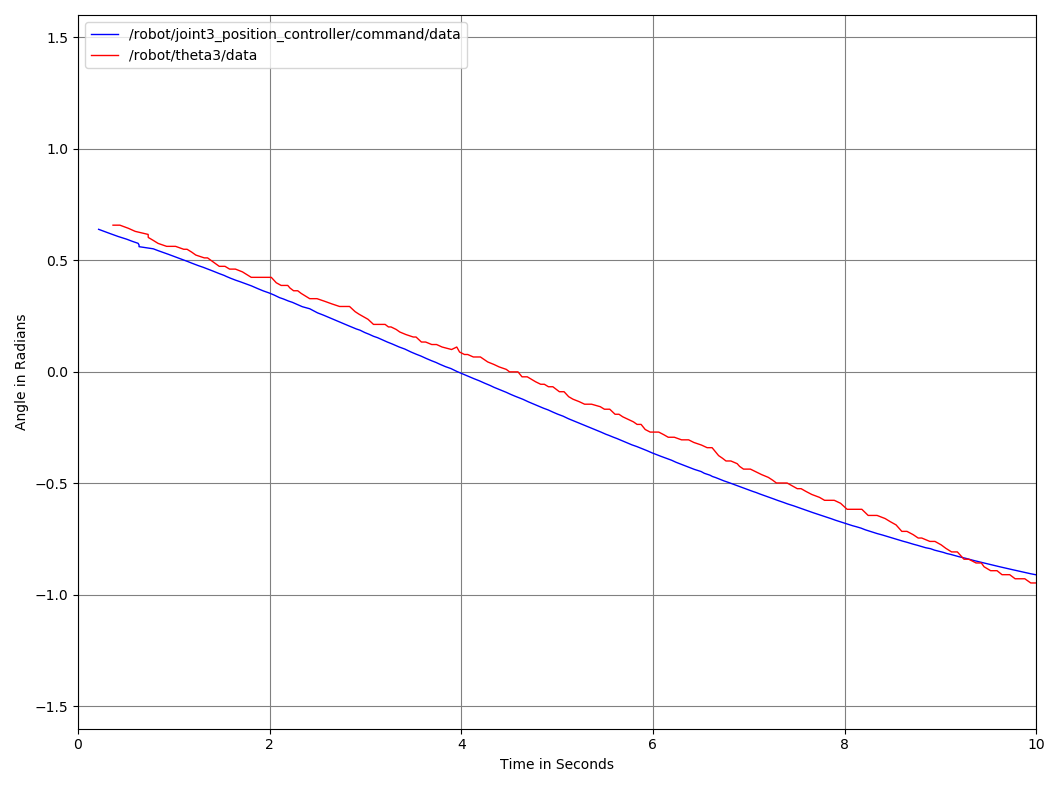 /robot/joint3_position_controller/command/data
/robot/theta3/data
1.5
1.0
0.5
0.0
−0.5
−1.0
−1.5
Angle in Radians
0 2 4 6 8 10
Time in Seconds